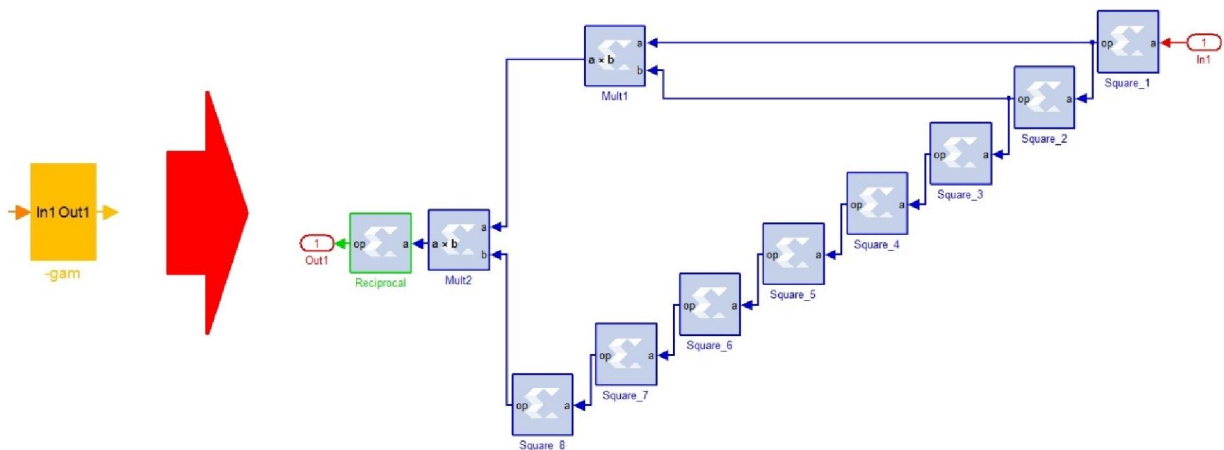 op a
Square_1
1
In1
a × b a
b
Mult1
op a
Square_2
op a
Square_3
op a
Square_4
In1 Out1
-gam
1
Out1
op a
Reciprocal
a × b a
b
Mult2
op a
Square_5
op a
Square_6
op a
Square_7
op a
Square_8